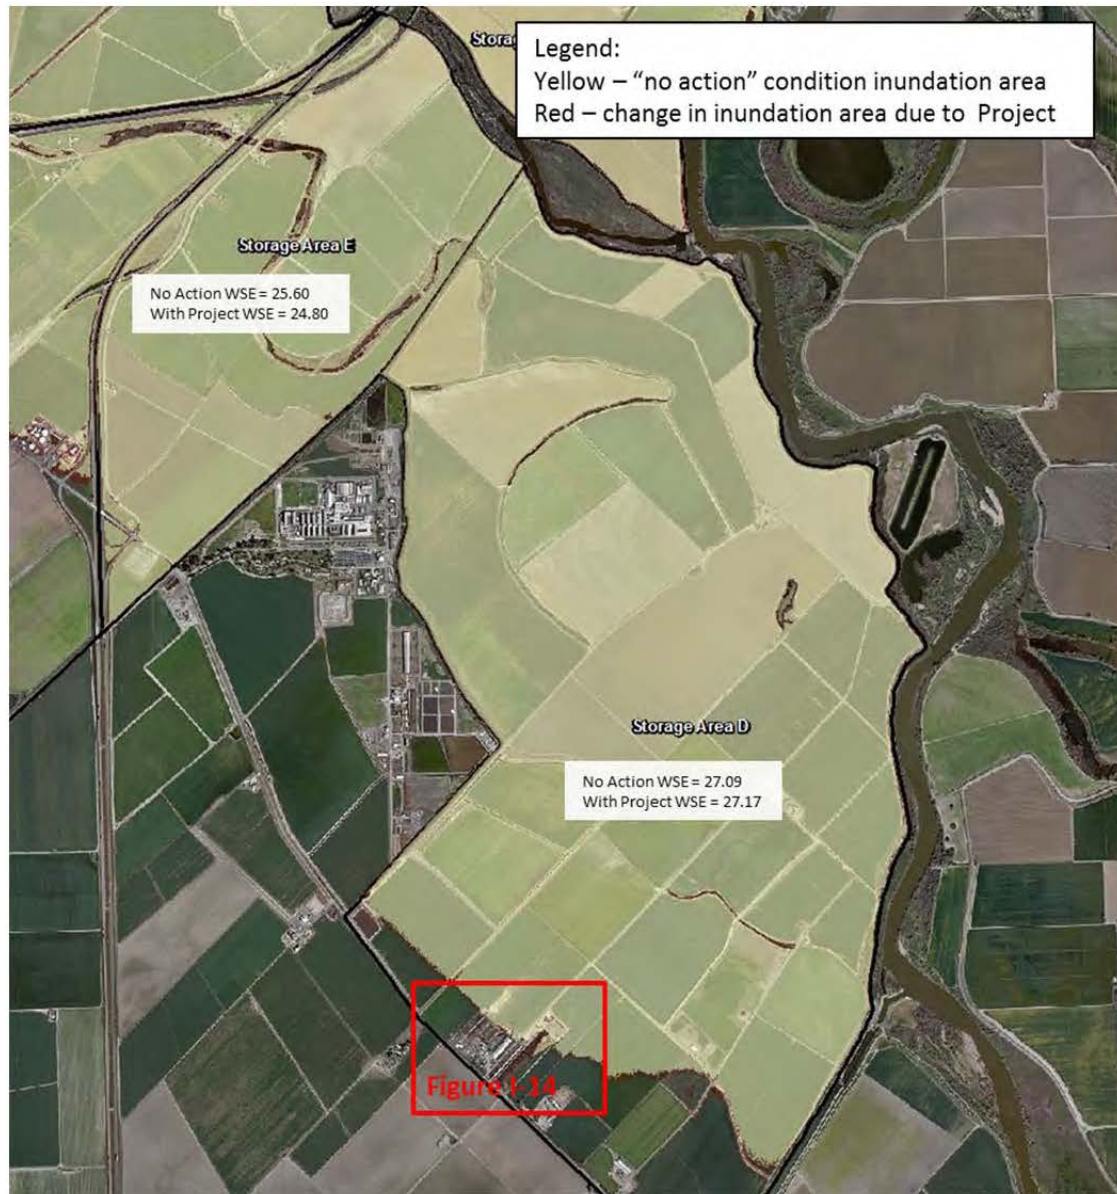 Legend:
Yellow – “no action” condition inundation area
Red – change in inundation area due to Project
Stora
Storage Area E
No Action WSE = 25.60
With Project WSE = 24.80
Storage Area D
No Action WSE = 27.09
With Project WSE = 27.17
Figure I-14